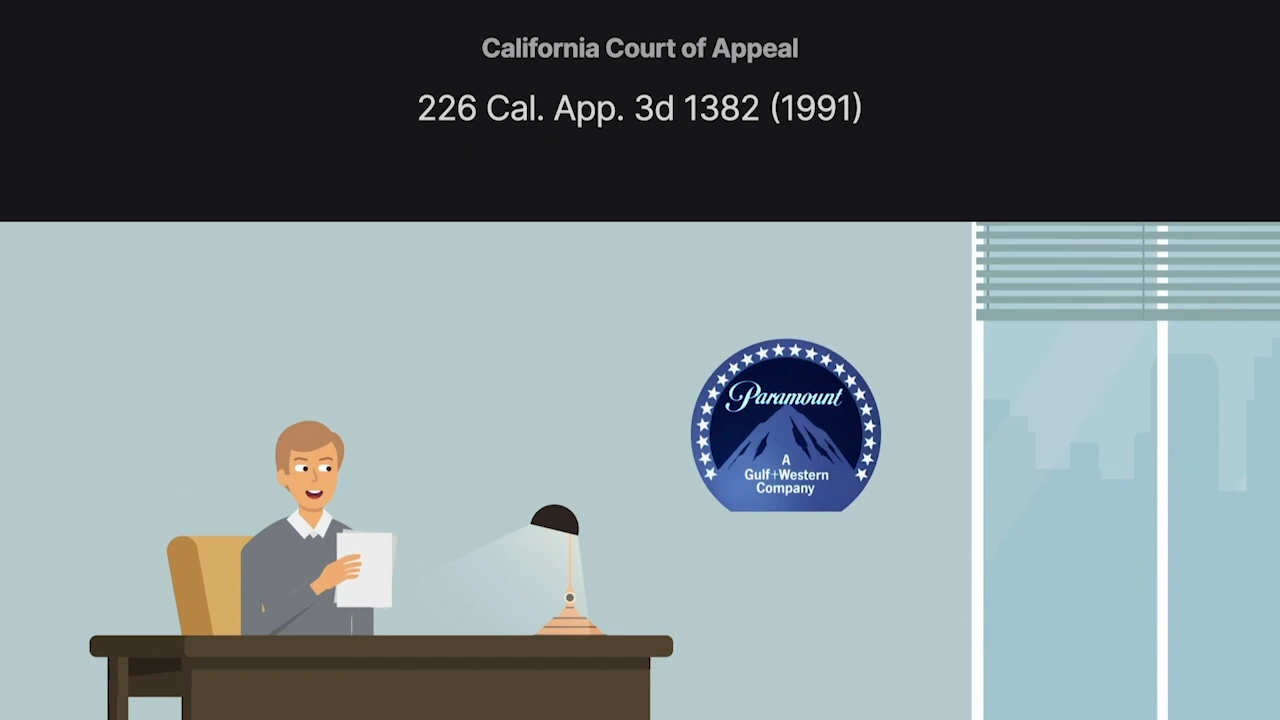 California Court of Appeal
226 Cal. App. 3d 1382 (1991)
Paramount
A
Gulf+Western
Company